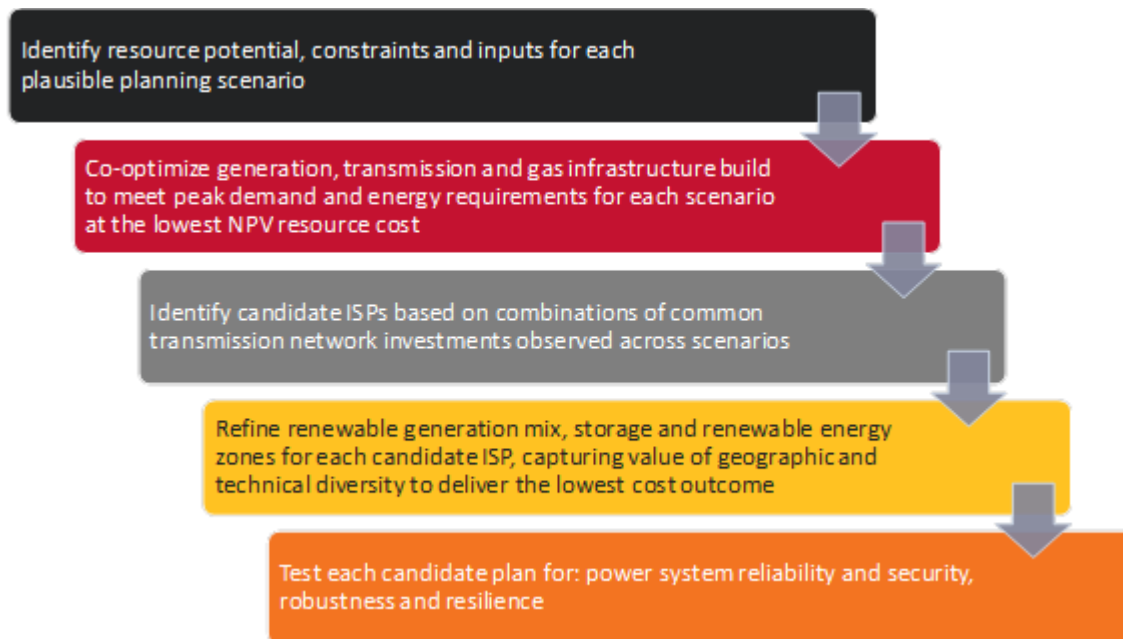 Identify resource potential, constraints and inputs for each
plausible planning scenario
Co-optimize generation, transmission and gas infrastructure build
to meet peak demand and energy requirements for each scenario
at the lowest NPV resource cost
Identify candidate ISPs based on combinations of common
transmission network investments observed across scenarios
Refine renewable generation mix, storage and renewable energy
zones for each candidate ISP, capturing value of geographic and
technical diversity to deliver the lowest cost outcome
Test each candidate plan for: power system reliability and security,
robustness and resilience